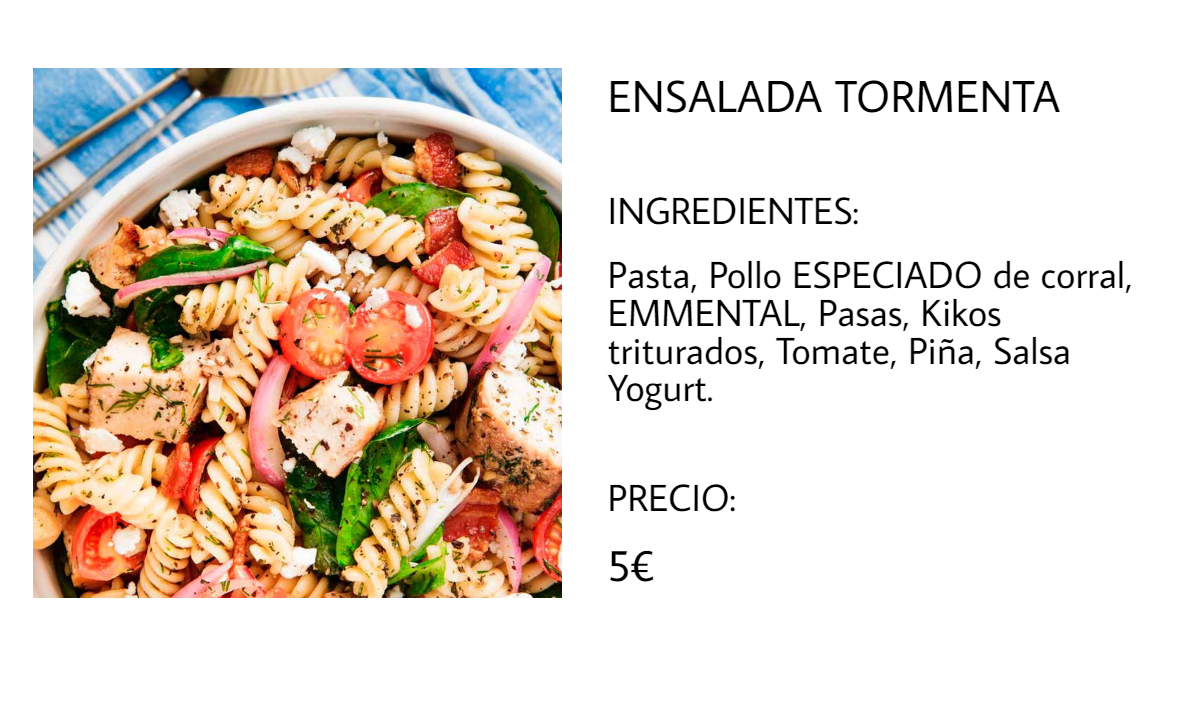 ENSALADA TORMENTA
INGREDIENTES:
Pasta, Pollo ESPECIADO de corral,
EMMENTAL, Pasas, Kikos
triturados, Tomate, Piña, Salsa
Yogurt.
PRECIO:
5€